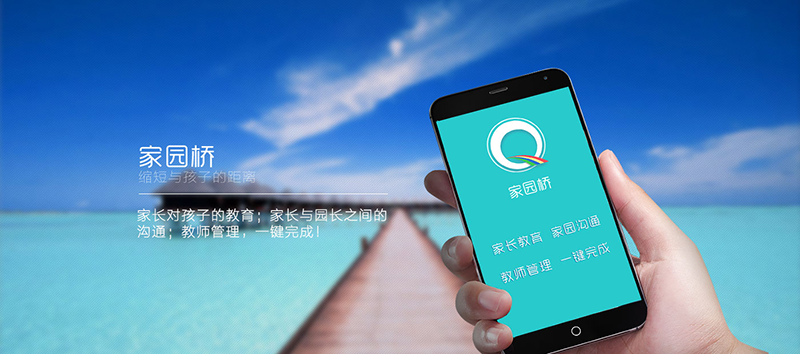 家园桥
缩短与孩子的距离
家长对孩子的教育；家长与园长之间的
沟通；教师管理，一键完成！
家园桥
家长教育 家园沟通
教师管理 一键完成